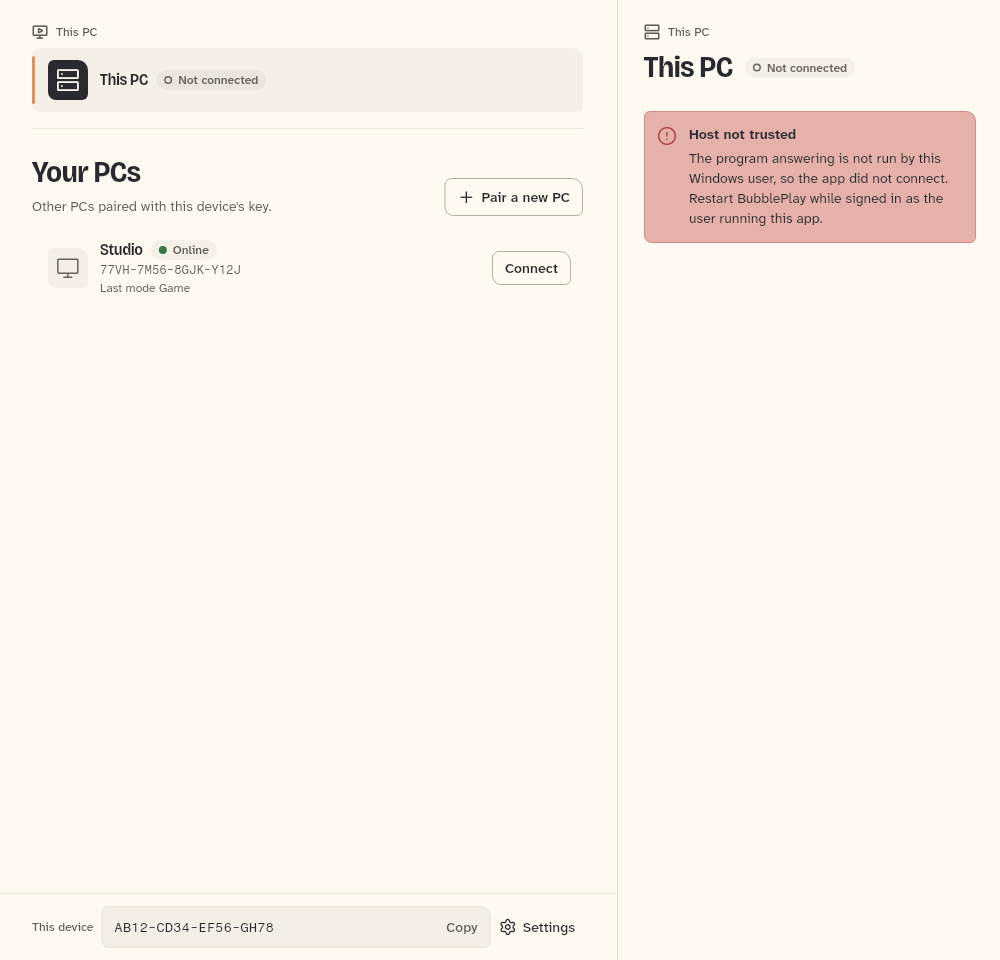 This PC
This PC
Not connected
Your PCs
Other PCs paired with this device's key.
Pair a new PC
Studio
Online
77VH-7M56-8GJK-Y12J
Last mode Game
Connect
This device
AB12-CD34-EF56-GH78
Copy
Settings
This PC
This PC
Not connected
Host not trusted
The program answering is not run by this
Windows user, so the app did not connect.
Restart BubblePlay while signed in as the
user running this app.